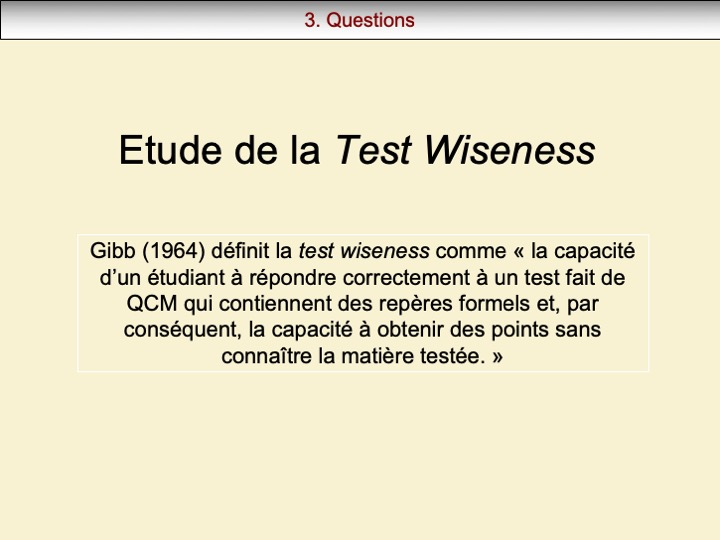 3. Questions
Etude de la Test Wiseness
Gibb (1964) définit la test wiseness comme « la capacité
d’un étudiant à répondre correctement à un test fait de
QCM qui contiennent des repères formels et, par
conséquent, la capacité à obtenir des points sans
connaître la matière testée. »